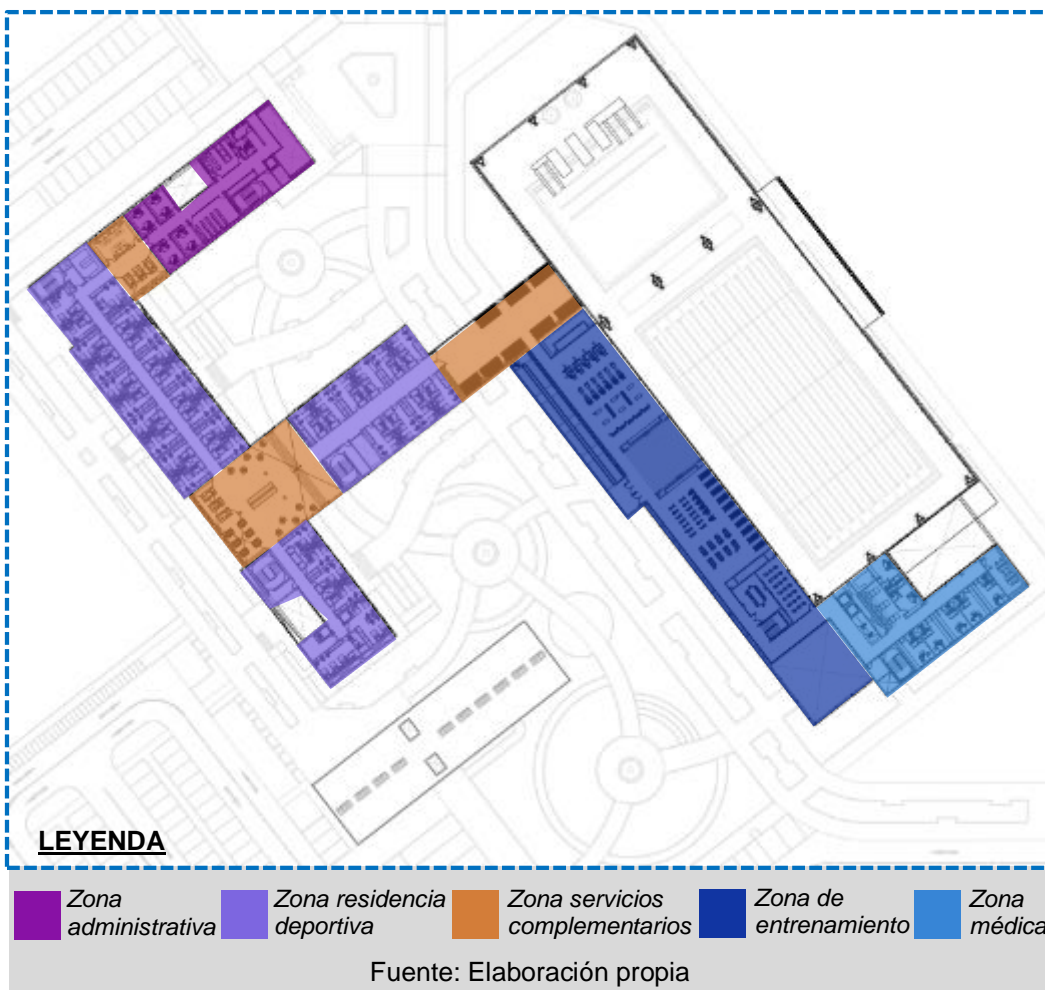 LEYENDA
Zona
administrativa
Zona residencia
deportiva
Zona servicios
complementarios
Zona de
entrenamiento
Zona
médica
Fuente: Elaboración propia